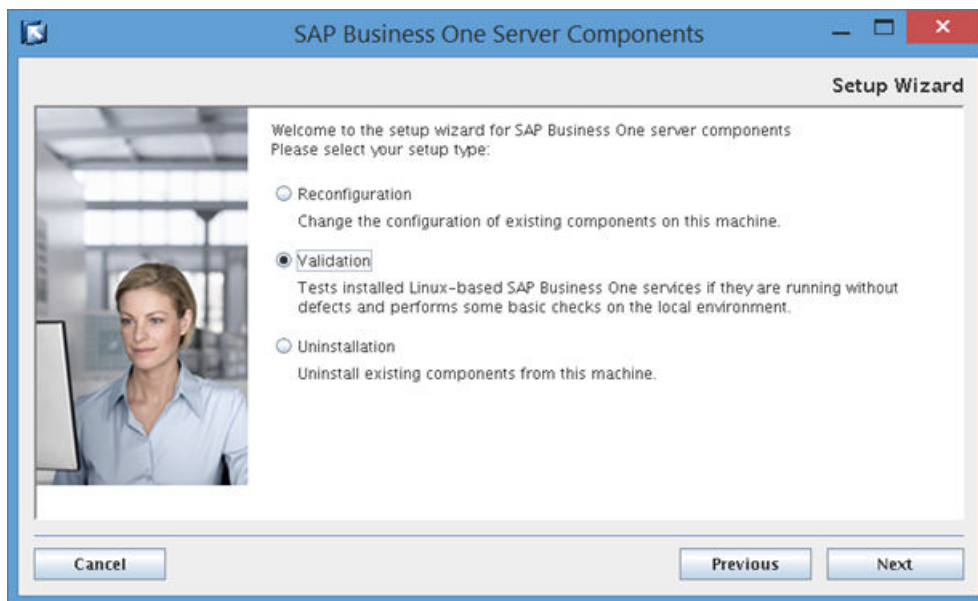 SAP Business One Server Components
Setup Wizard
Welcome to the setup wizard for SAP Business One server components
Please select your setup type:
Reconfiguration
Change the configuration of existing components on this machine.
Validation
Tests installed Linux-based SAP Business One services if they are running without
defects and performs some basic checks on the local environment.
Uninstallation
Uninstall existing components from this machine.
Cancel
Previous
Next